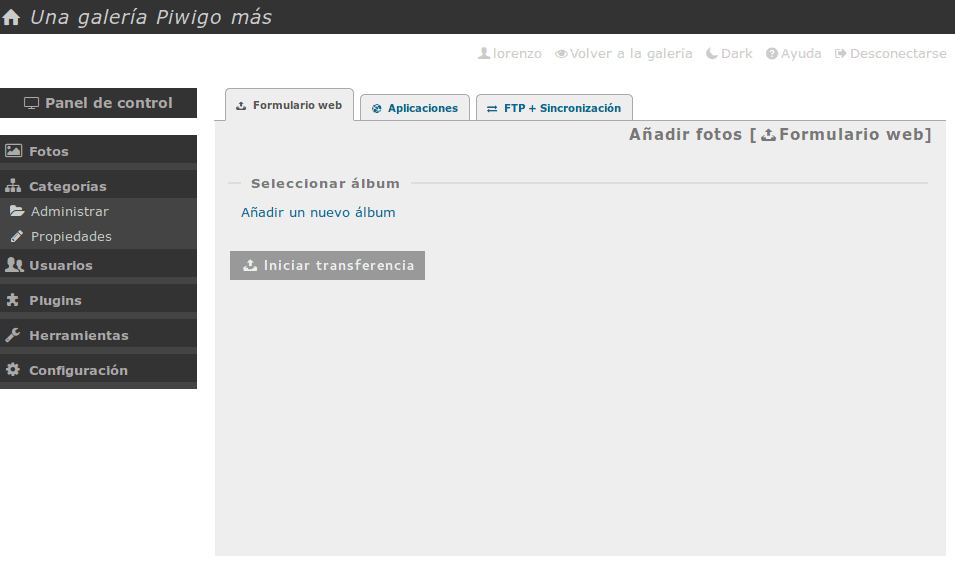 Una galería Piwigo más
lorenzo Volver a la galería Dark Ayuda Desconectarse
Panel de control
Fotos
Categorías
Administrar
Propiedades
Usuarios
Plugins
Herramientas
Configuración
Formulario web Aplicaciones FTP + Sincronización
Añadir fotos [ Formulario web]
Seleccionar álbum
Añadir un nuevo álbum
Iniciar transferencia